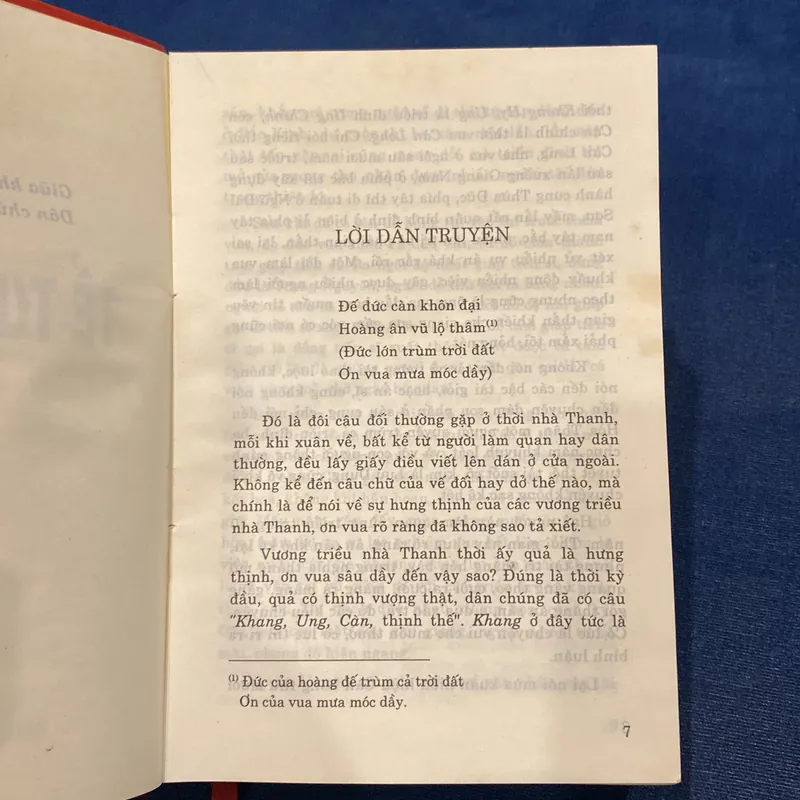 Giữa
Dân
LỜI DẪN TRUYỆN
Đế đức càn khôn đại
Hoàng ân vũ lộ thâm(1)
(Đức lớn trùm trời đất
Ơn vua mưa móc dầy)
Đó là đôi câu đối thường gặp ở thời nhà Thanh,
mỗi khi xuân về, bất kể từ người làm quan hay dân
thường, đều lấy giấy điều viết lên dán ở cửa ngoài.
Không kể đến câu chữ của vế đối hay dở thế nào, mà
chính là để nói về sự hưng thịnh của các vương triều
nhà Thanh, ơn vua rõ ràng đã không sao tả xiết.
Vương triều nhà Thanh thời ấy quả là hưng
thịnh, ơn vua sâu dầy đến vậy sao? Đúng là thời kỳ
đầu, quả có thịnh vượng thật, dân chúng đã có câu
"Khang, Ung, Càn, thịnh thế". Khang ở đây tức là
(1) Đức của hoàng đế trùm cả trời đất
Ơn của vua mưa móc dầy.
7